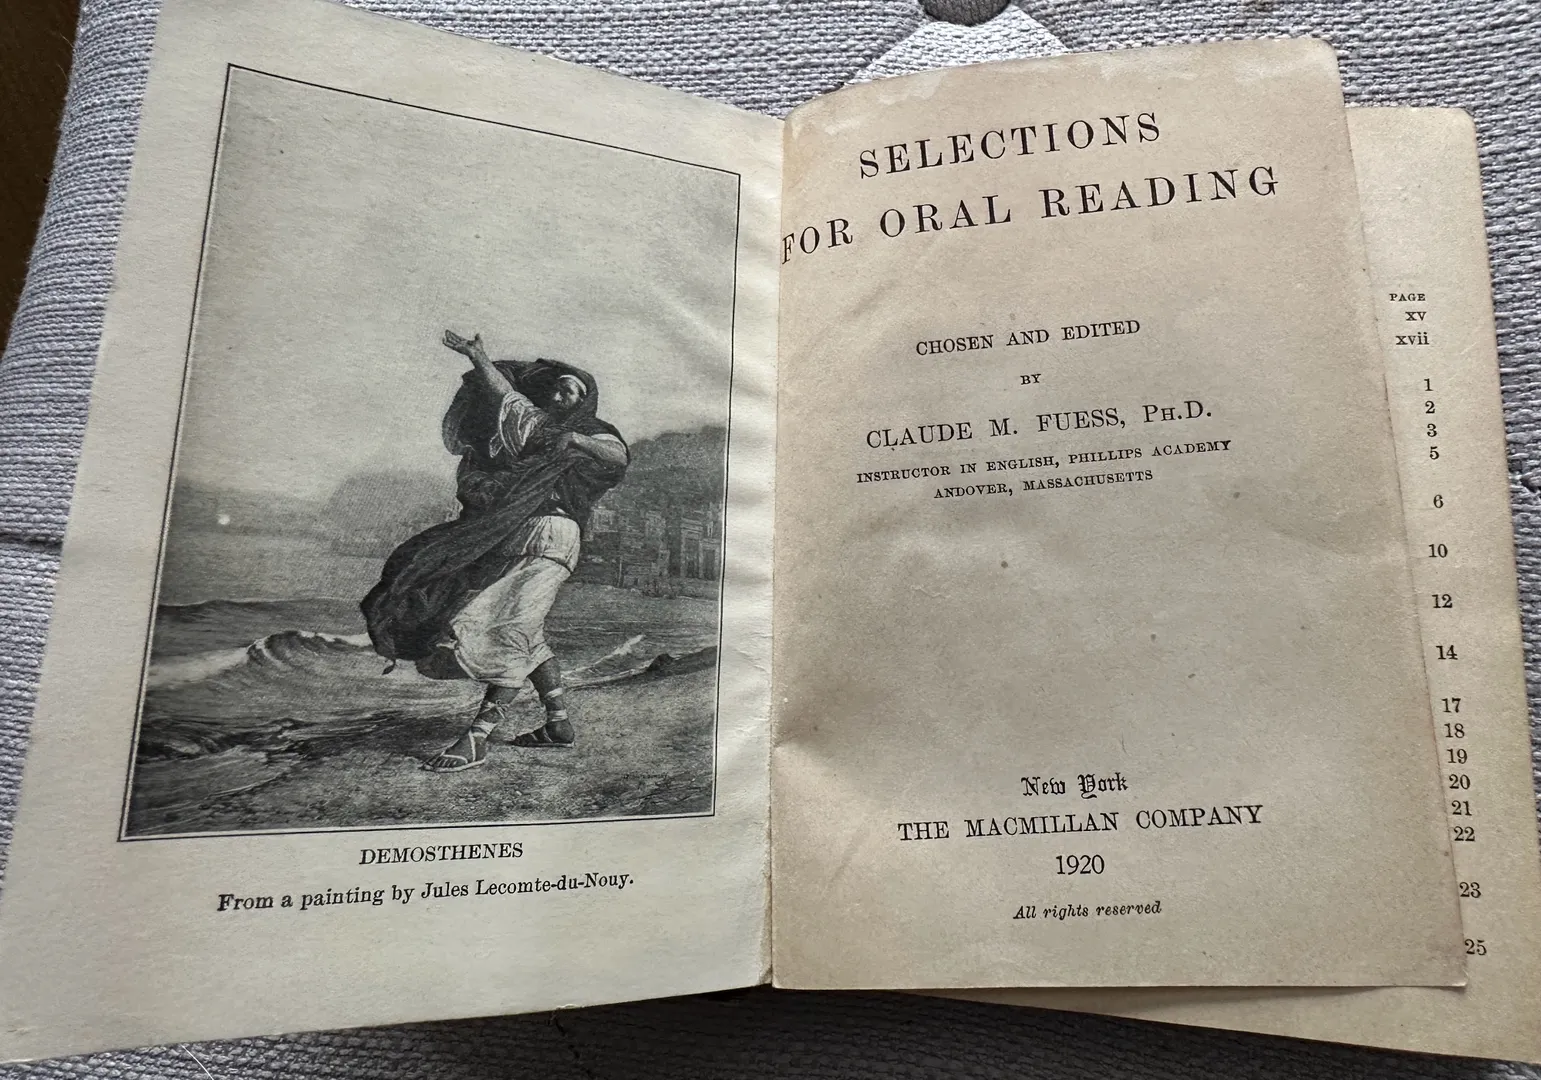 DEMOSTHENES
From a painting by Jules Lecomte-du-Nouy.
SELECTIONS
FOR ORAL READING
CHOSEN AND EDITED
BY
CLAUDE M. FUESS, PH.D.
INSTRUCTOR IN ENGLISH, PHILLIPS ACADEMY
ANDOVER, MASSACHUSETTS
New York
THE MACMILLAN COMPANY
1920
All rights reserved
PAGE
xv
xvii
1
2
3
5
6
10
12
14
17
18
19
20
21
22
23
25